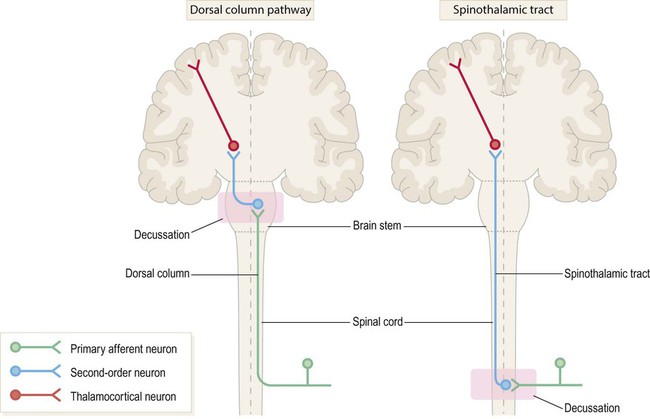 Dorsal column pathway
Spinothalamic tract
Decussation
Brain stem
Dorsal column
Spinothalamic tract
Spinal cord
Primary afferent neuron
Second-order neuron
Thalamocortical neuron
Decussation